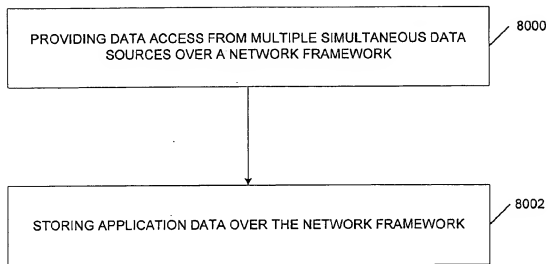 PROVIDING DATA ACCESS FROM MULTIPLE SIMULTANEOUS DATA
SOURCES OVER A NETWORK FRAMEWORK
8000
STORING APPLICATION DATA OVER THE NETWORK FRAMEWORK
8002